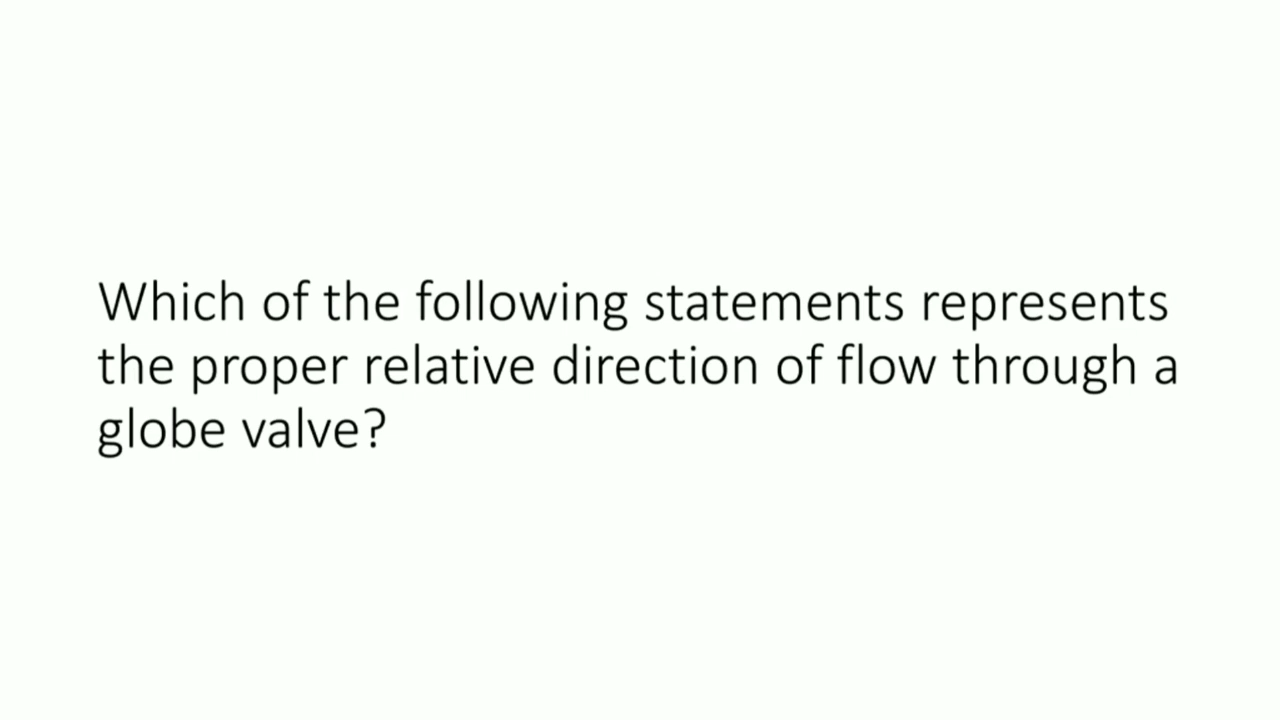 Which of the following statements represents
the proper relative direction of flow through a
globe valve?